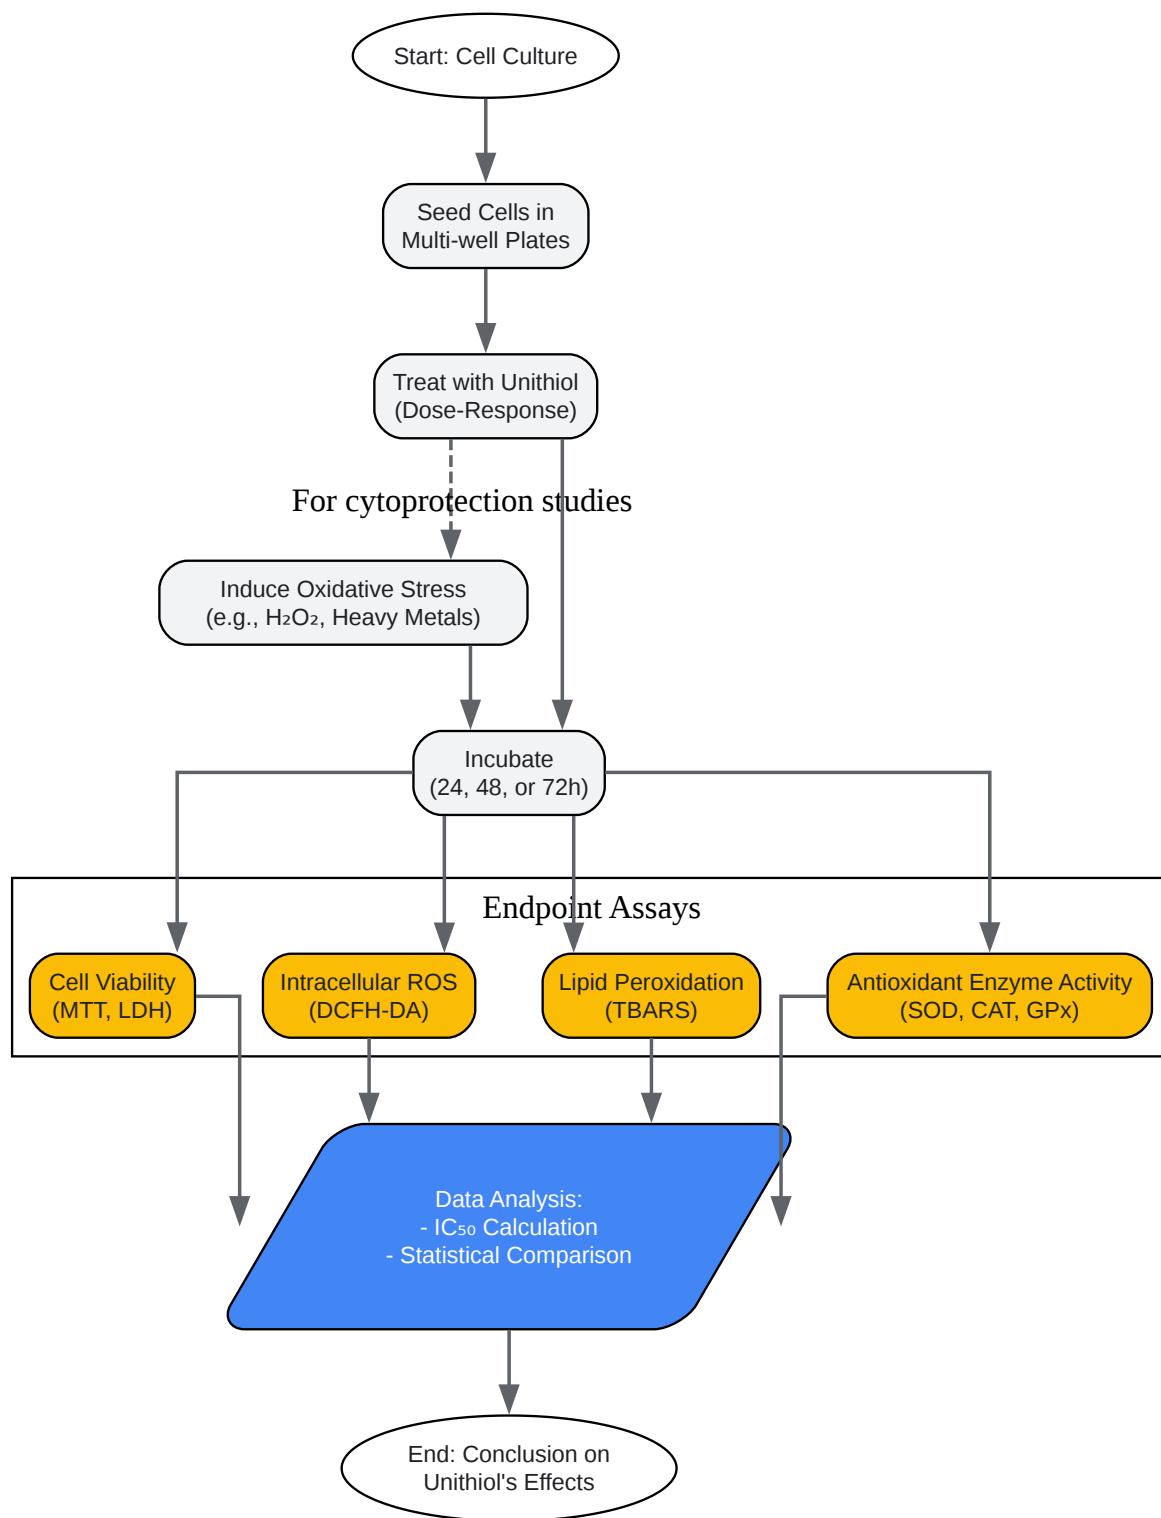 Start: Cell Culture
Seed Cells in
Multi-well Plates
Treat with Unithiol
(Dose-Response)
For cytoprotection studies
Induce Oxidative Stress
(e.g., H₂O₂, Heavy Metals)
Incubate
(24, 48, or 72h)
Endpoint Assays
Cell Viability
(MTT, LDH)
Intracellular ROS
(DCFH-DA)
Lipid Peroxidation
(TBARS)
Antioxidant Enzyme Activity
(SOD, CAT, GPx)
Data Analysis:
- IC₅₀ Calculation
- Statistical Comparison
End: Conclusion on
Unithiol's Effects